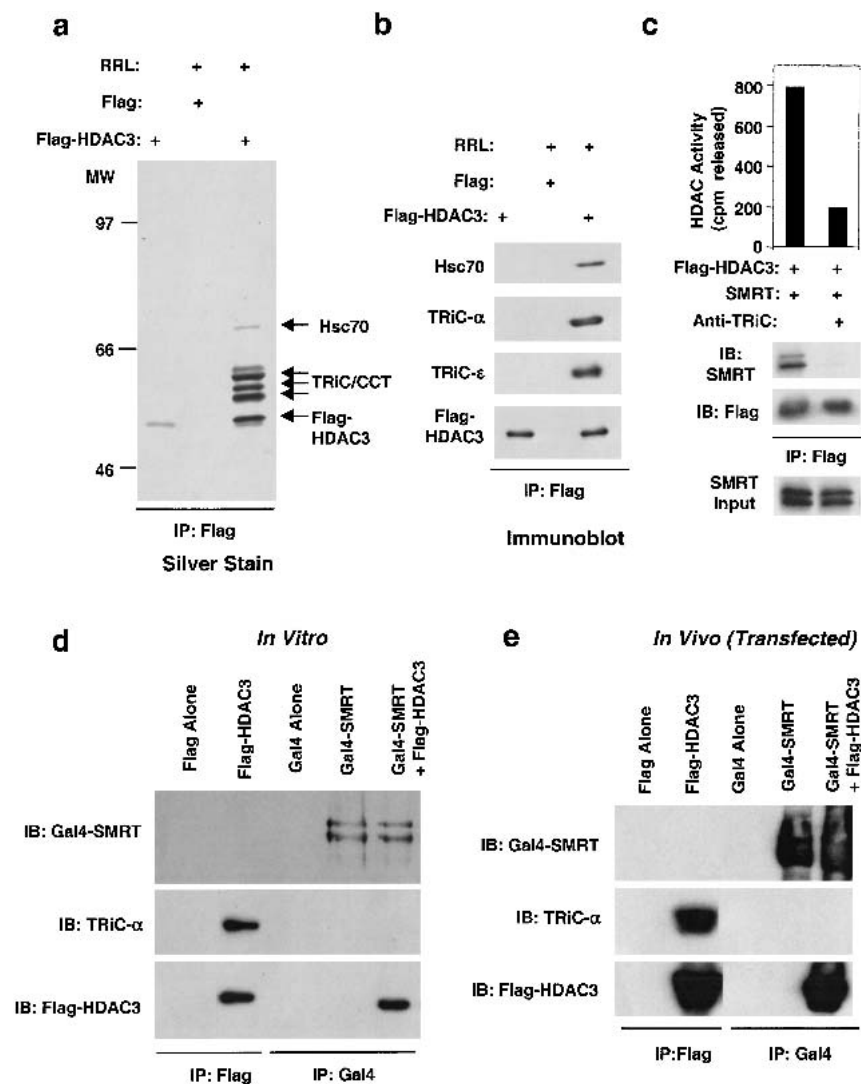 a
RRL: + +
Flag: +
Flag-HDAC3: + +
MW
97
66
46
Hsc70
TRiC/CCT
Flag-
HDAC3
IP: Flag
Silver Stain
b
RRL: + +
Flag: +
Flag-HDAC3: + +
Hsc70
TRiC-α
TRiC-ε
Flag-
HDAC3
IP: Flag
Immunoblot
c
HDAC Activity
(cpm released)
800
600
400
200
0
Flag-HDAC3: + +
SMRT: + +
Anti-TRiC: +
IB:
SMRT
IB: Flag
IP: Flag
SMRT
Input
d
In Vitro
Flag Alone
Flag-HDAC3
Gal4 Alone
Gal4-SMRT
Gal4-SMRT
+ Flag-HDAC3
IB: Gal4-SMRT
IB: TRiC-α
IB: Flag-HDAC3
IP: Flag
IP: Gal4
e
In Vivo (Transfected)
Flag Alone
Flag-HDAC3
Gal4 Alone
Gal4-SMRT
Gal4-SMRT
+ Flag-HDAC3
IB: Gal4-SMRT
IB: TRiC-α
IB: Flag-HDAC3
IP:Flag
IP: Gal4